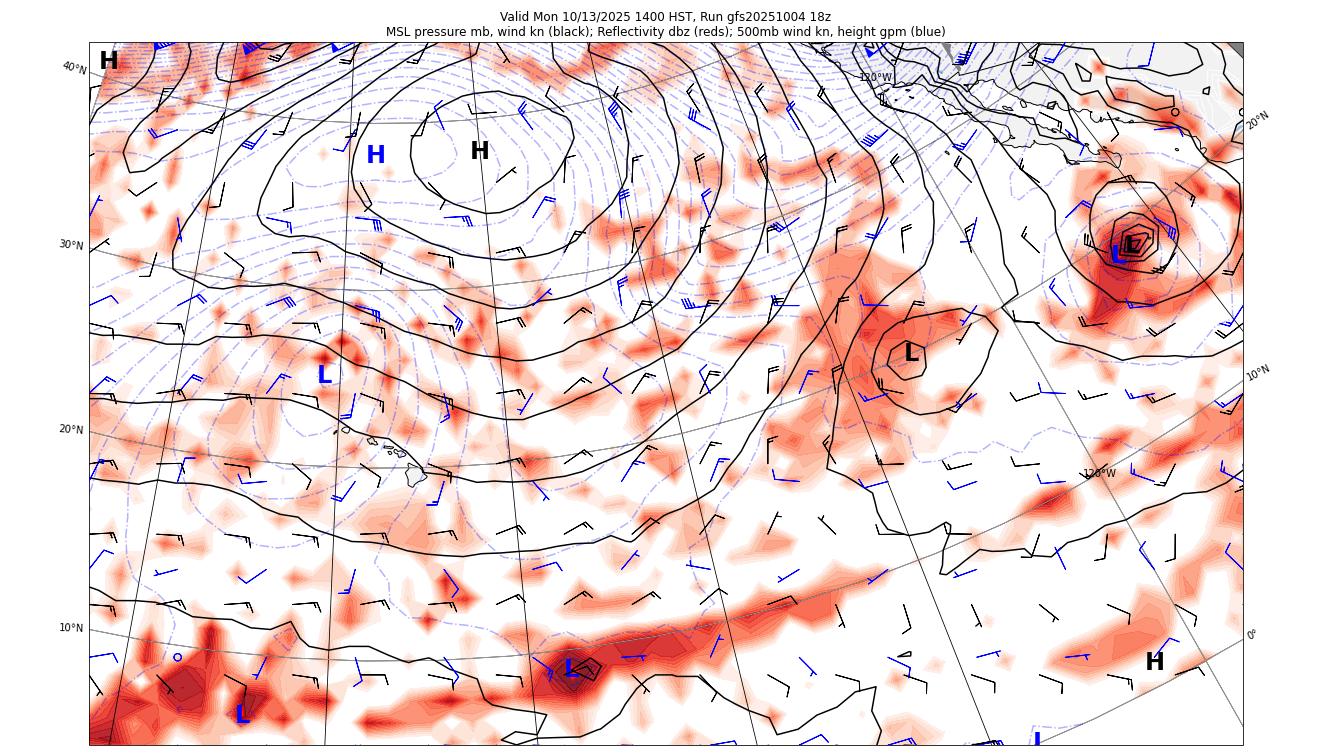 Valid Mon 10/13/2025 1400 HST, Run gfs20251004 18z
MSL pressure mb, wind kn (black); Reflectivity dbz (reds); 500mb wind kn, height gpm (blue)
H
40°N
120°W
20°N
H
H
30°N
L
L
L
10°N
L
20°N
120°W
10°N
0°
H
L
L
L